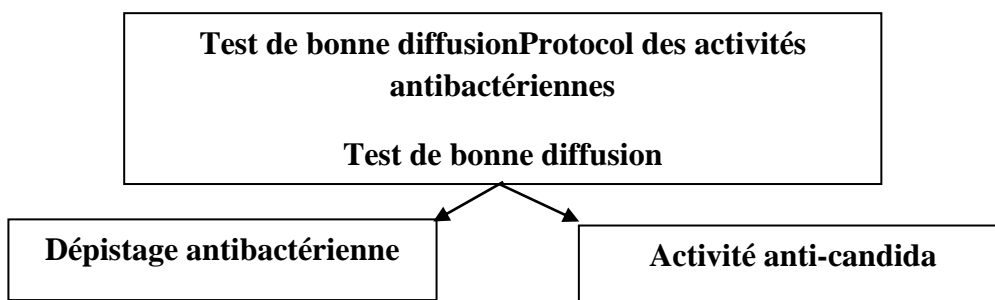 Test de bonne diffusionProtocol des activités
antibactériennes
Test de bonne diffusion
Dépistage antibactérienne
Activité anti-candida